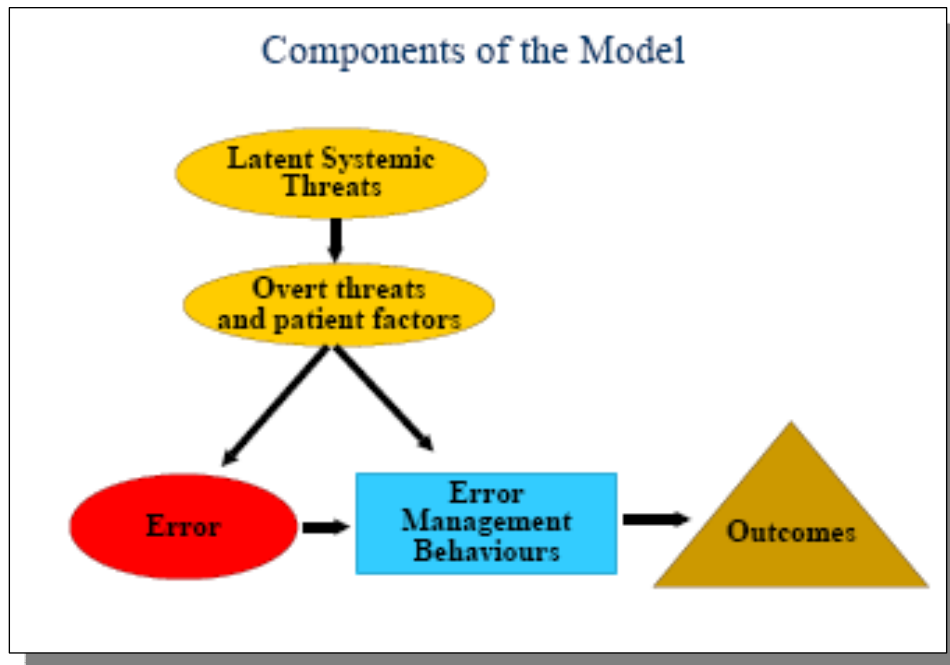 Components of the Model
Latent Systemic
Threats
Overt threats
and patient factors
Error
Error
Management
Behaviours
Outcomes